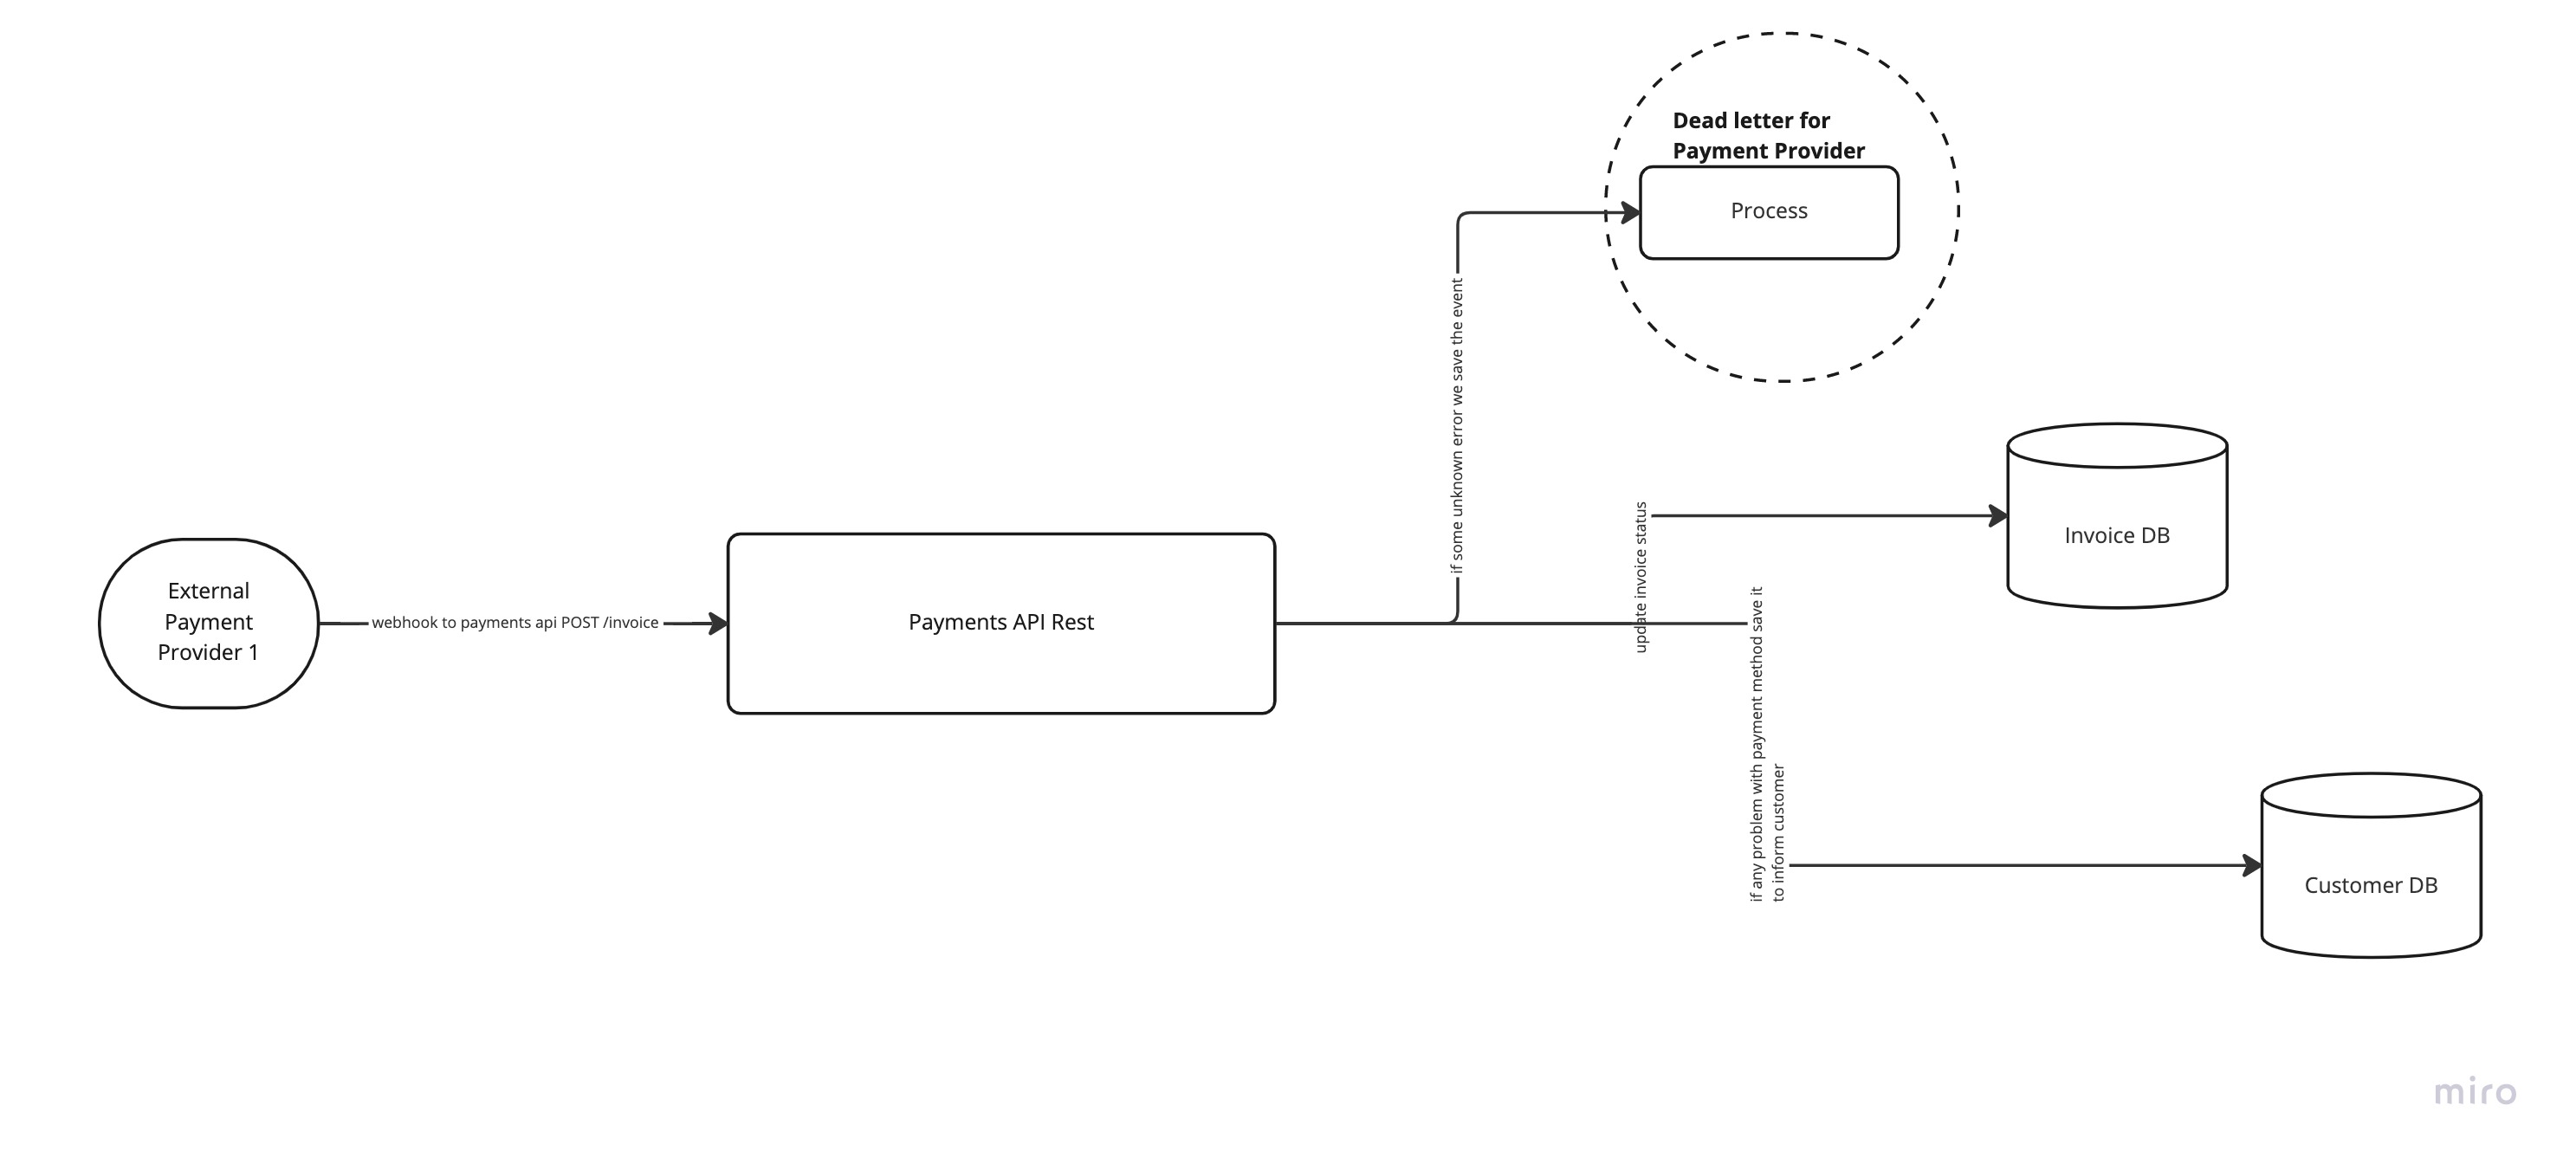 Dead letter for
Payment Provider
Process
if some unknown error we save the event
update invoice status
Invoice DB
External
Payment
Provider 1
webhook to payments api POST /invoice
Payments API Rest
if any problem with payment method save it
to inform customer
Customer DB
miro